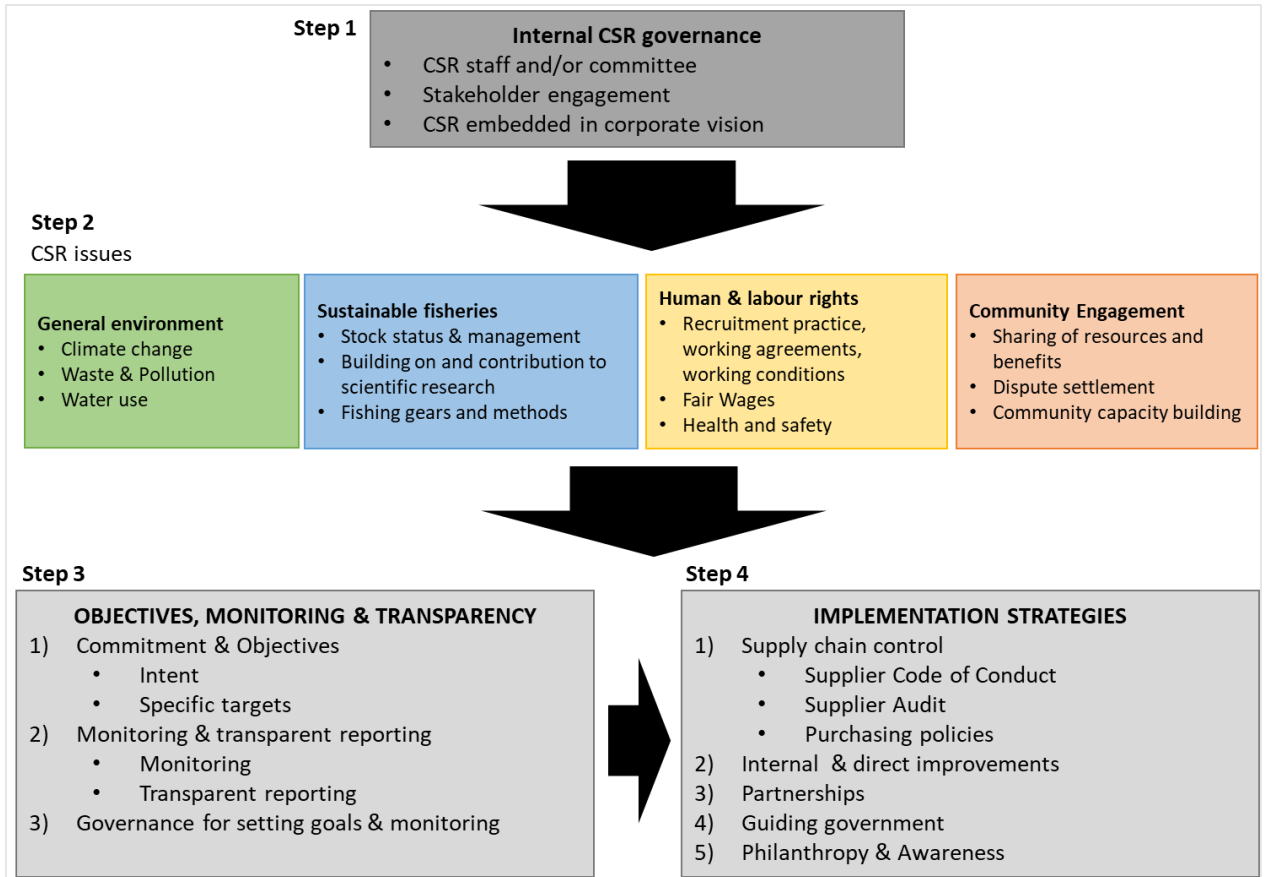 Step 1
Internal CSR governance
• CSR staff and/or committee
• Stakeholder engagement
• CSR embedded in corporate vision
Step 2
CSR issues
General environment
• Climate change
• Waste & Pollution
• Water use
Sustainable fisheries
• Stock status & management
• Building on and contribution to
scientific research
• Fishing gears and methods
Human & labour rights
• Recruitment practice,
working agreements,
working conditions
• Fair Wages
• Health and safety
Community Engagement
• Sharing of resources and
benefits
• Dispute settlement
• Community capacity building
Step 3
OBJECTIVES, MONITORING & TRANSPARENCY
1) Commitment & Objectives
• Intent
• Specific targets
2) Monitoring & transparent reporting
• Monitoring
• Transparent reporting
3) Governance for setting goals & monitoring
Step 4
IMPLEMENTATION STRATEGIES
1) Supply chain control
• Supplier Code of Conduct
• Supplier Audit
• Purchasing policies
2) Internal & direct improvements
3) Partnerships
4) Guiding government
5) Philanthropy & Awareness